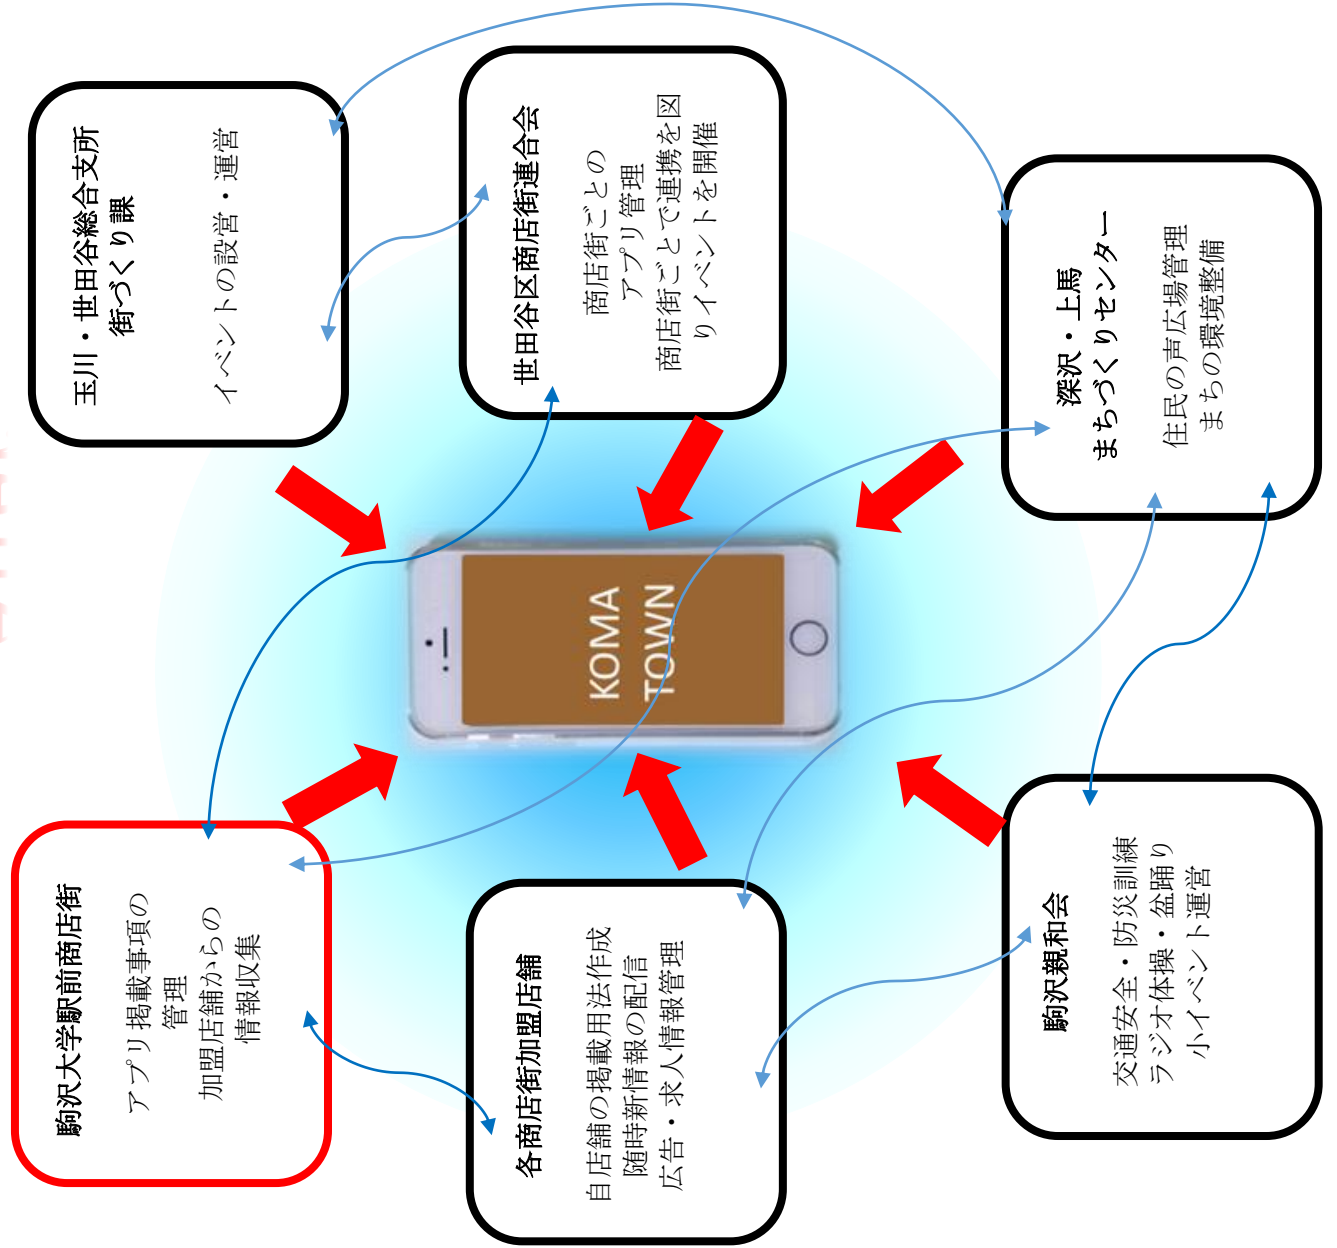 駒沢大学駅前商店街
アプリ掲載事項の
管理
加盟店舗からの
情報収集
玉川・世田谷総合支所
街づくり課
イベントの設営・運営
各商店街加盟店舗
自店舗の掲載用法作成
随時新情報の配信
広告・求人情報管理
KOMA
TOWN
世田谷区商店街連合会
商店街ごとの
アプリ管理
商店街ごとで連携を図
りイベントを開催
駒沢親和会
交通安全・防災訓練
ラジオ体操・盆踊り
小イベント運営
深沢・上馬
まちづくりセンター
住民の声広場管理
まちの環境整備